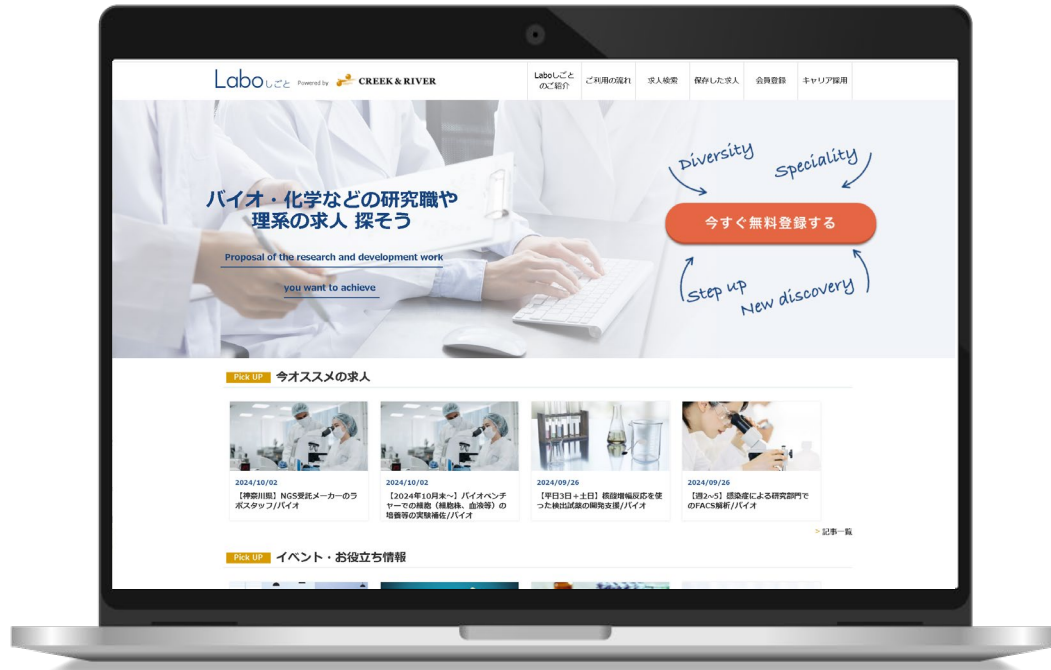 Laboしごと Powered by CREEK & RIVER
Laboしごと
のご紹介
ご利用の流れ
求人検索
保存した求人
会員登録
キャリア採用
バイオ・化学などの研究職や
理系の求人 探そう
Proposal of the research and development work
you want to achieve
Diversity
Speciality
今すぐ無料登録する
Step up
New discovery
Pick UP 今オススメの求人
2024/10/02
【神奈川県】NGS受託メーカーのラ
ボスタッフ/バイオ
2024/10/02
【2024年10月末~】バイオベンチ
ャーでの細胞（細胞株、血液等）の
培養等の実験補佐/バイオ
2024/09/26
【平日3日+土日】核酸増幅反応を使
った検出試薬の開発支援/バイオ
2024/09/26
【週2~5】感染症による研究部門で
のFACS解析/バイオ
> 記事一覧
Pick UP イベント・お役立ち情報